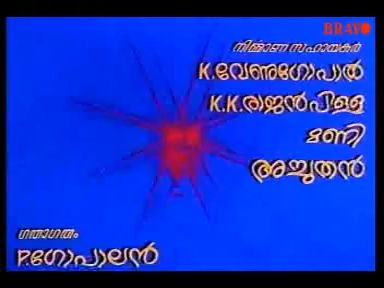 BRAVO
നിർമ്മാണ സഹായികൾ
K.വേണുഗോപാൽ
K.K.രാജൻപിള്ള
മണി
അച്യുതൻ
ഗതാഗതം
P.ഗോപാലൻ